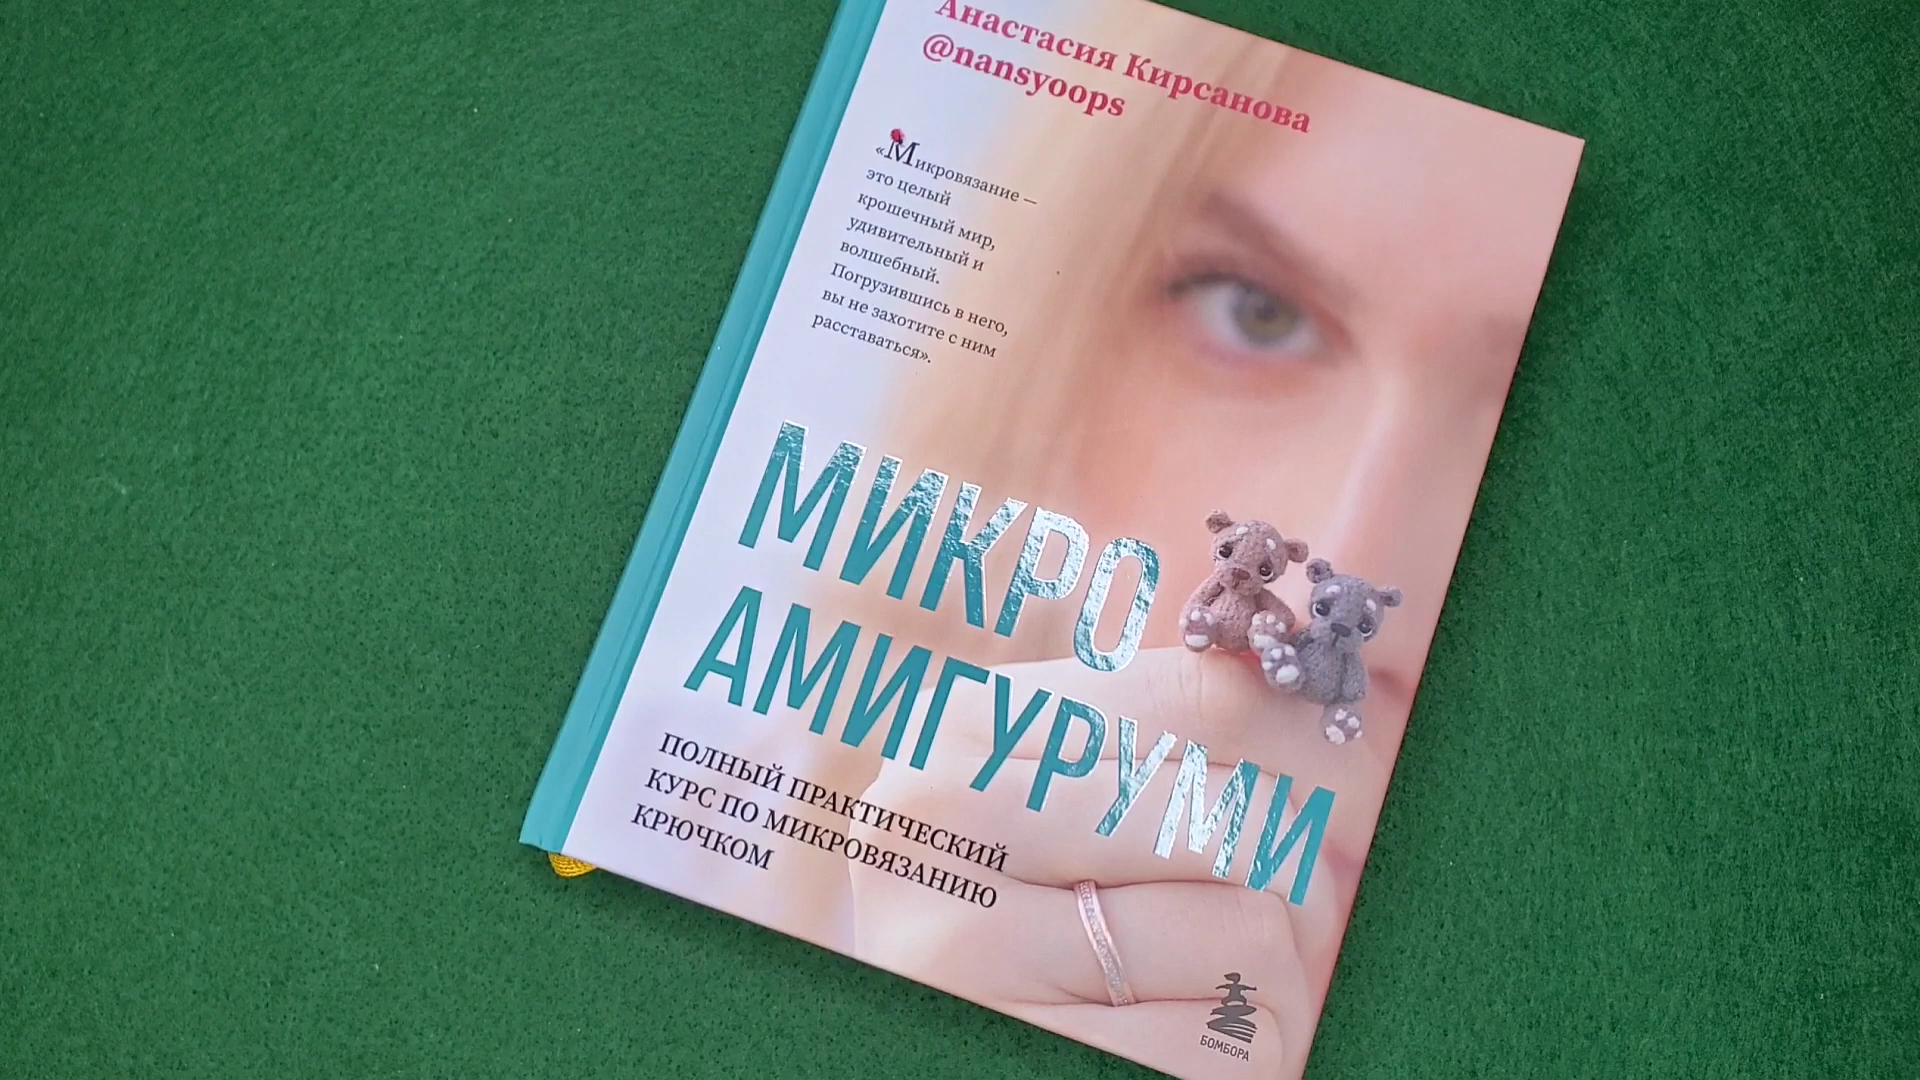 Анастасия Кирсанова
@nansyoops
«Микровязание —
это целый
крошечный мир,
удивительный и
волшебный.
Погрузившись в него,
вы не захотите с ним
расставаться».
МИКРО
АМИГУРУМИ
ПОЛНЫЙ ПРАКТИЧЕСКИЙ
КУРС ПО МИКРОВЯЗАНИЮ
КРЮЧКОМ
БОМБОРА